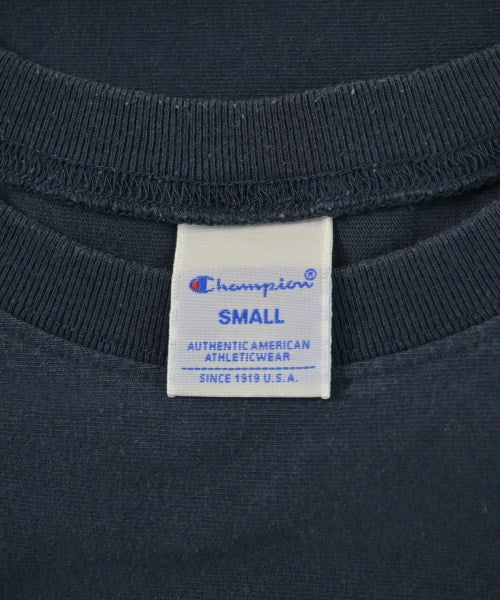 Champion®
SMALL
AUTHENTIC AMERICAN
ATHLETICWEAR
SINCE 1919 U.S.A.